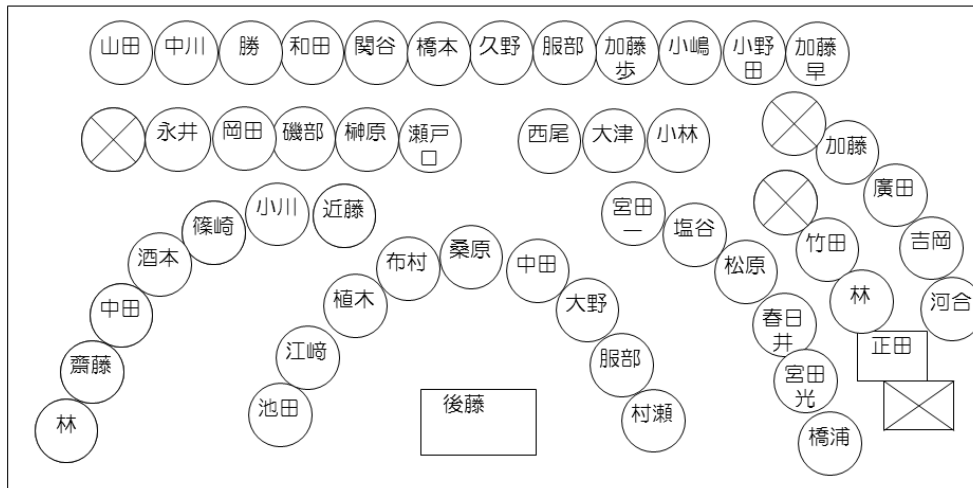 山田 中川 勝 和田 関谷 橋本 久野 服部 加藤歩 小嶋 小野田 加藤早
永井 岡田 磯部 榊原 瀬戸口 西尾 大津 小林 加藤
廣田
小川 近藤 宮田一 塩谷 竹田 吉岡
篠崎
酒本 布村 桑原 中田 松原
中田 植木 大野 春日井 林 河合
齋藤 江﨑 服部 宮田光 正田
林 池田 後藤 村瀬 橋浦